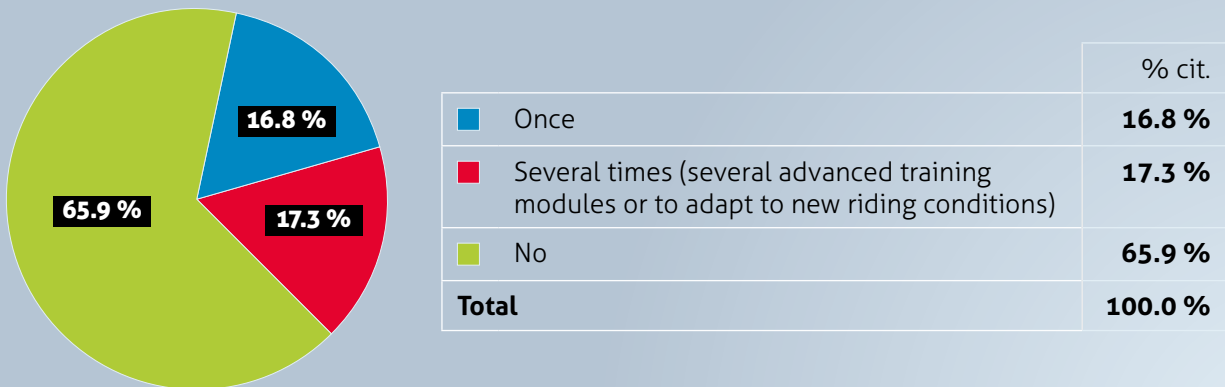 16.8 %
65.9 %
17.3 %
% cit.
Once 16.8 %
Several times (several advanced training 17.3 %
modules or to adapt to new riding conditions)
No 65.9 %
Total 100.0 %